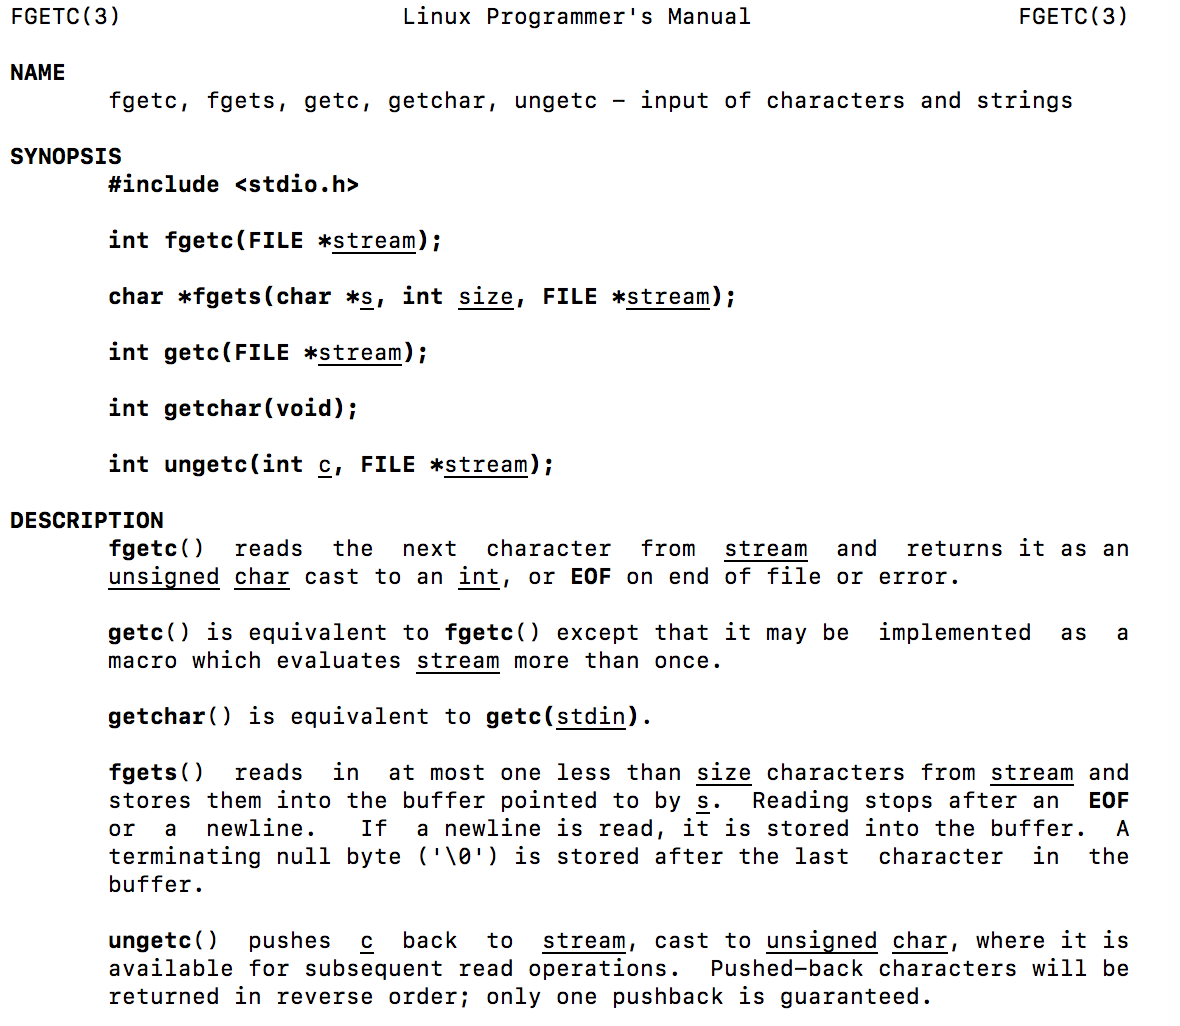 FGETC(3) Linux Programmer's Manual FGETC(3)
NAME
fgetc, fgets, getc, getchar, ungetc – input of characters and strings
SYNOPSIS
#include <stdio.h>
int fgetc(FILE *stream);
char *fgets(char *s, int size, FILE *stream);
int getc(FILE *stream);
int getchar(void);
int ungetc(int c, FILE *stream);
DESCRIPTION
fgetc() reads the next character from stream and returns it as an
unsigned char cast to an int, or EOF on end of file or error.
getc() is equivalent to fgetc() except that it may be implemented as a
macro which evaluates stream more than once.
getchar() is equivalent to getc(stdin).
fgets() reads in at most one less than size characters from stream and
stores them into the buffer pointed to by s. Reading stops after an EOF
or a newline. If a newline is read, it is stored into the buffer. A
terminating null byte ('\0') is stored after the last character in the
buffer.
ungetc() pushes c back to stream, cast to unsigned char, where it is
available for subsequent read operations. Pushed–back characters will be
returned in reverse order; only one pushback is guaranteed.